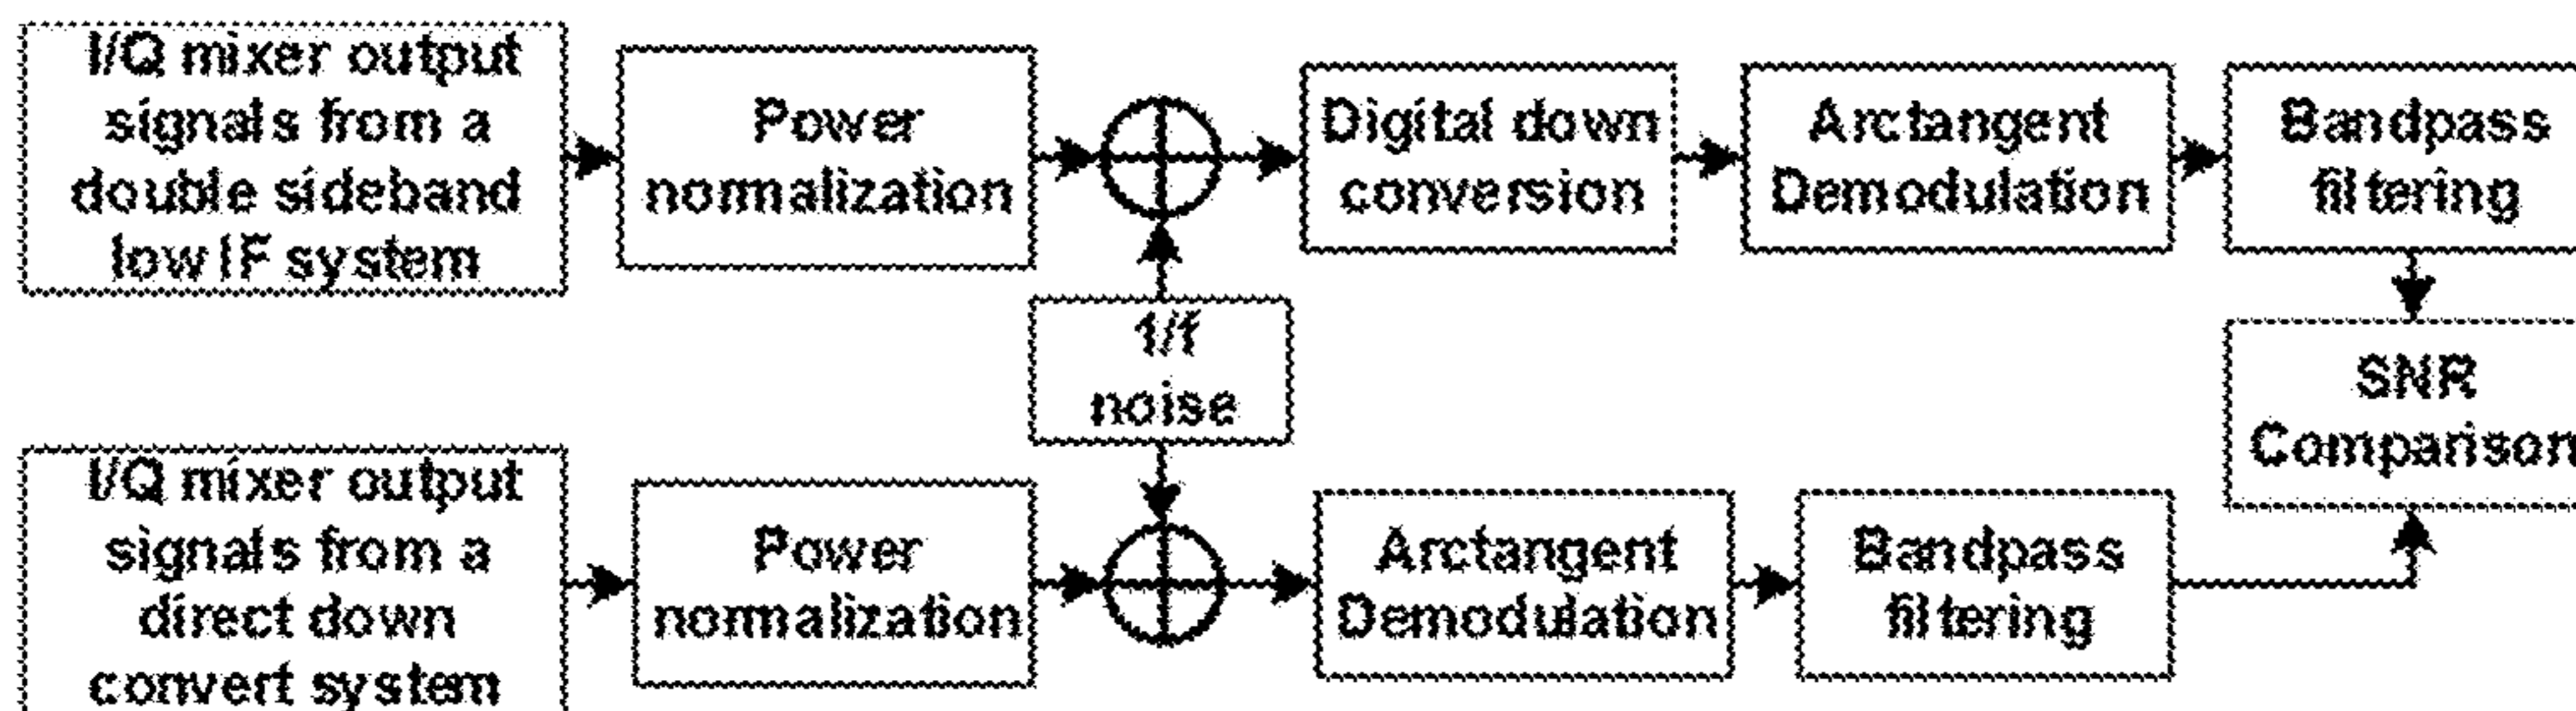 I/Q mixer output
signals from a
double sideband
low IF system
Power
normalization
Digital down
conversion
Arctangent
Demodulation
Bandpass
filtering
1/f
noise
SNR
Comparison
I/Q mixer output
signals from a
direct down
convert system
Power
normalization
Arctangent
Demodulation
Bandpass
filtering